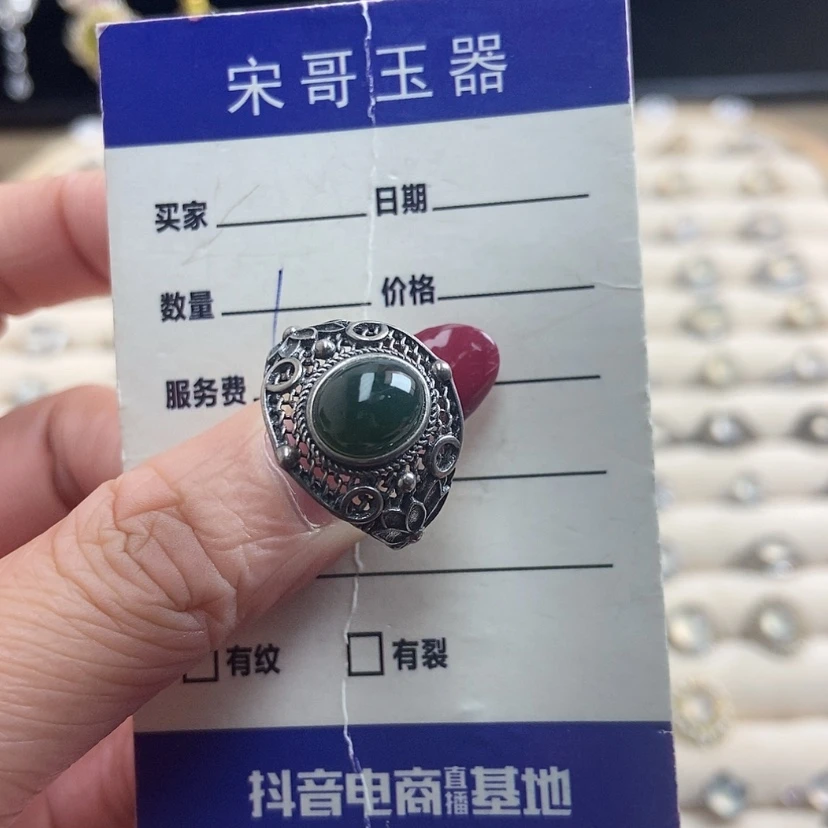 宋哥玉器
买家 日期
数量 价格
服务费
有纹 有裂
抖音电商直播基地